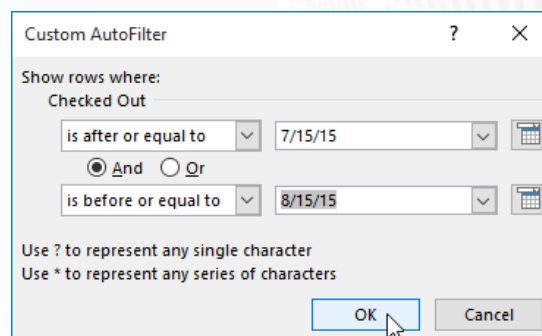 Custom AutoFilter ? ×
Show rows where:
Checked Out
is after or equal to 7/15/15
And Or
is before or equal to 8/15/15
Use ? to represent any single character
Use * to represent any series of characters
OK Cancel